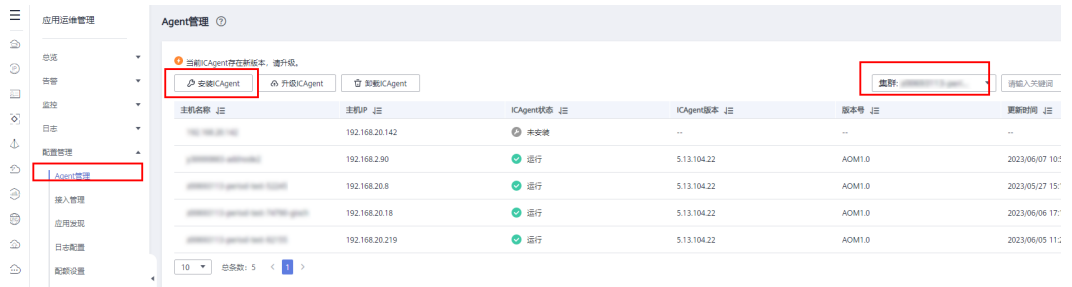 应用运维管理
总览
告警
监控
日志
配置管理
Agent管理
接入管理
应用发现
日志配置
配额设置
Agent管理
当前ICAgent存在新版本，请升级。
安装ICAgent 升级ICAgent 卸载ICAgent 集群: 请输入关键词
主机名称 主机IP ICAgent状态 ICAgent版本 版本号 更新时间
192.168.20.142 未安装 -- -- --
192.168.2.90 运行 5.13.104.22 AOM1.0 2023/06/07 10:5
192.168.20.8 运行 5.13.104.22 AOM1.0 2023/05/27 15:
192.168.20.18 运行 5.13.104.22 AOM1.0 2023/06/06 17:
192.168.20.219 运行 5.13.104.22 AOM1.0 2023/06/05 11:2
10 总条数: 5 < 1 >